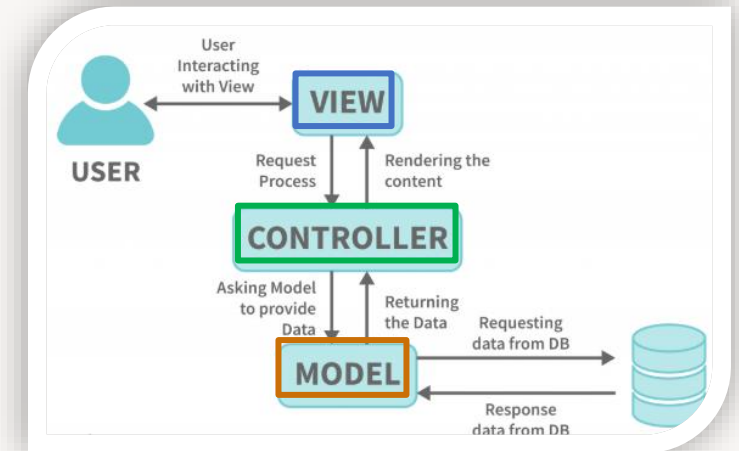 User
Interacting
with View
VIEW
USER
Request
Process
Rendering the
content
CONTROLLER
Asking Model
to provide
Data
Returning
the Data
Requesting
data from DB
MODEL
Response
data from DB